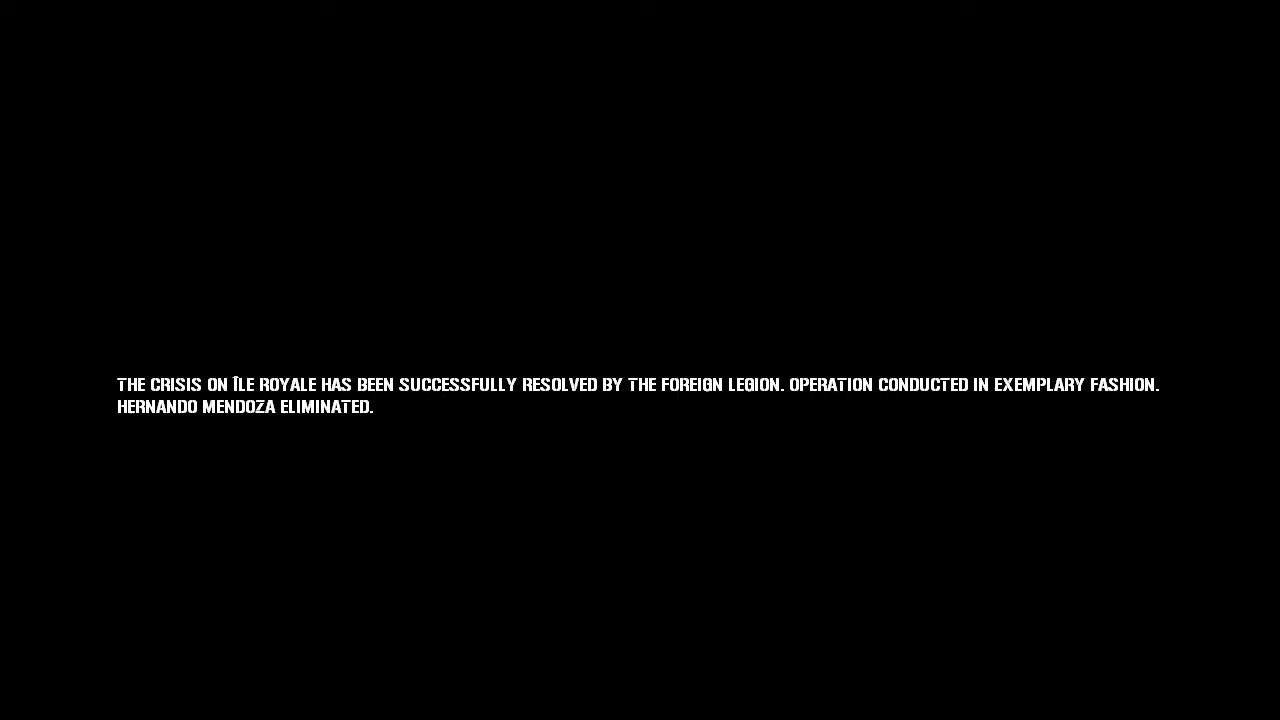 THE CRISIS ON ÎLE ROYALE HAS BEEN SUCCESSFULLY RESOLVED BY THE FOREIGN LEGION. OPERATION CONDUCTED IN EXEMPLARY FASHION.
HERNANDO MENDOZA ELIMINATED.